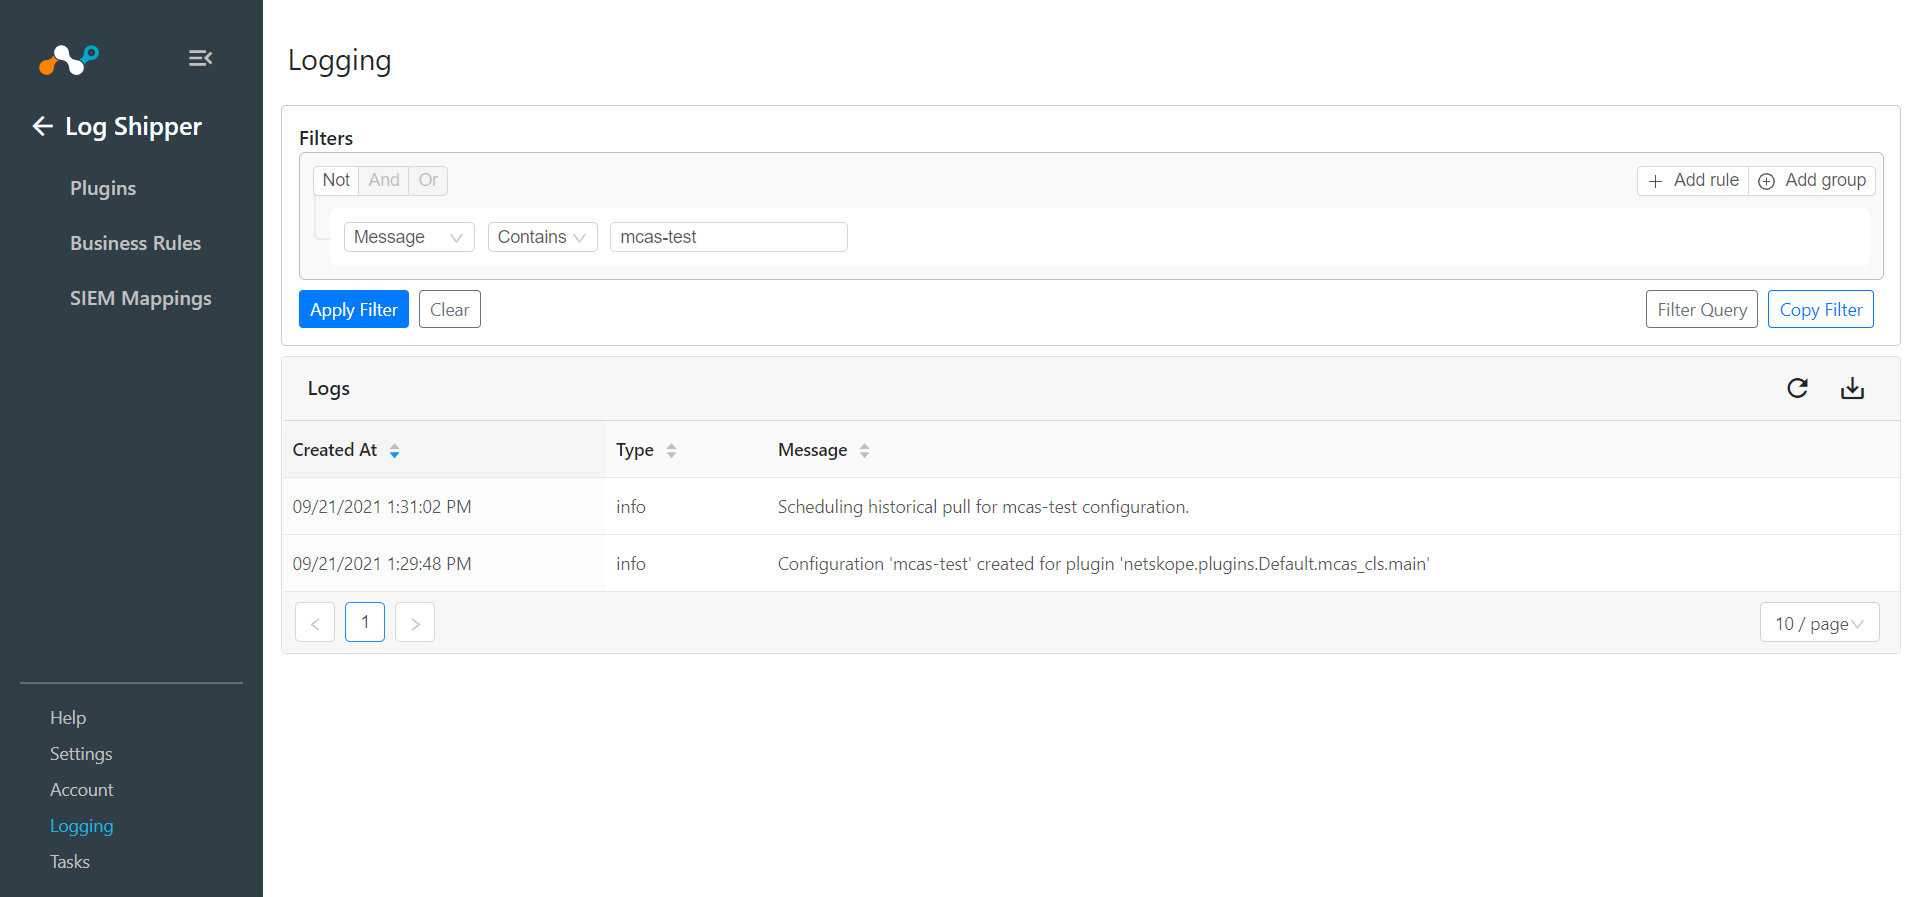 Log Shipper
Plugins
Business Rules
SIEM Mappings
Help
Settings
Account
Logging
Tasks
Logging
Filters
Not And Or
Add rule Add group
Message Contains mcas-test
Apply Filter Clear Filter Query Copy Filter
Logs
Created At Type Message
09/21/2021 1:31:02 PM info Scheduling historical pull for mcas-test configuration.
09/21/2021 1:29:48 PM info Configuration 'mcas-test' created for plugin 'netskope.plugins.Default.mcas_cls.main'
< 1 > 10 / page